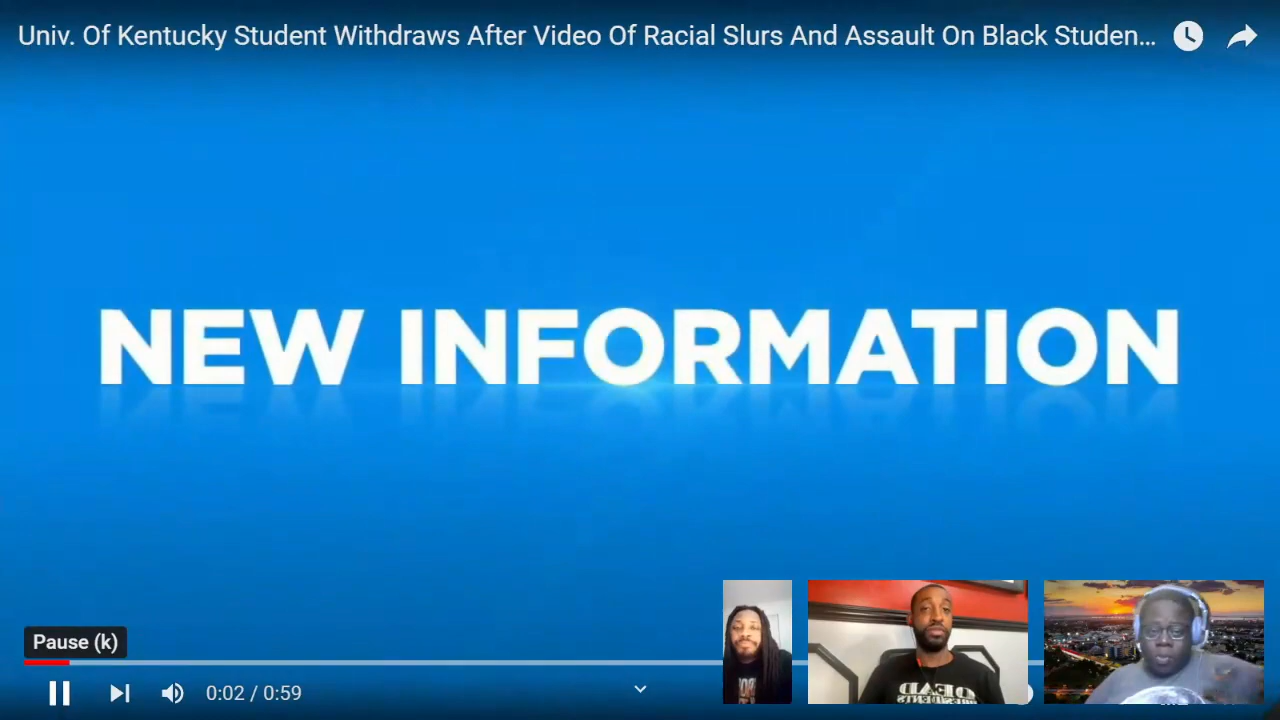 Univ. Of Kentucky Student Withdraws After Video Of Racial Slurs And Assault On Black Studen...
NEW INFORMATION
Pause (k)
0:02 / 0:59
DEAD